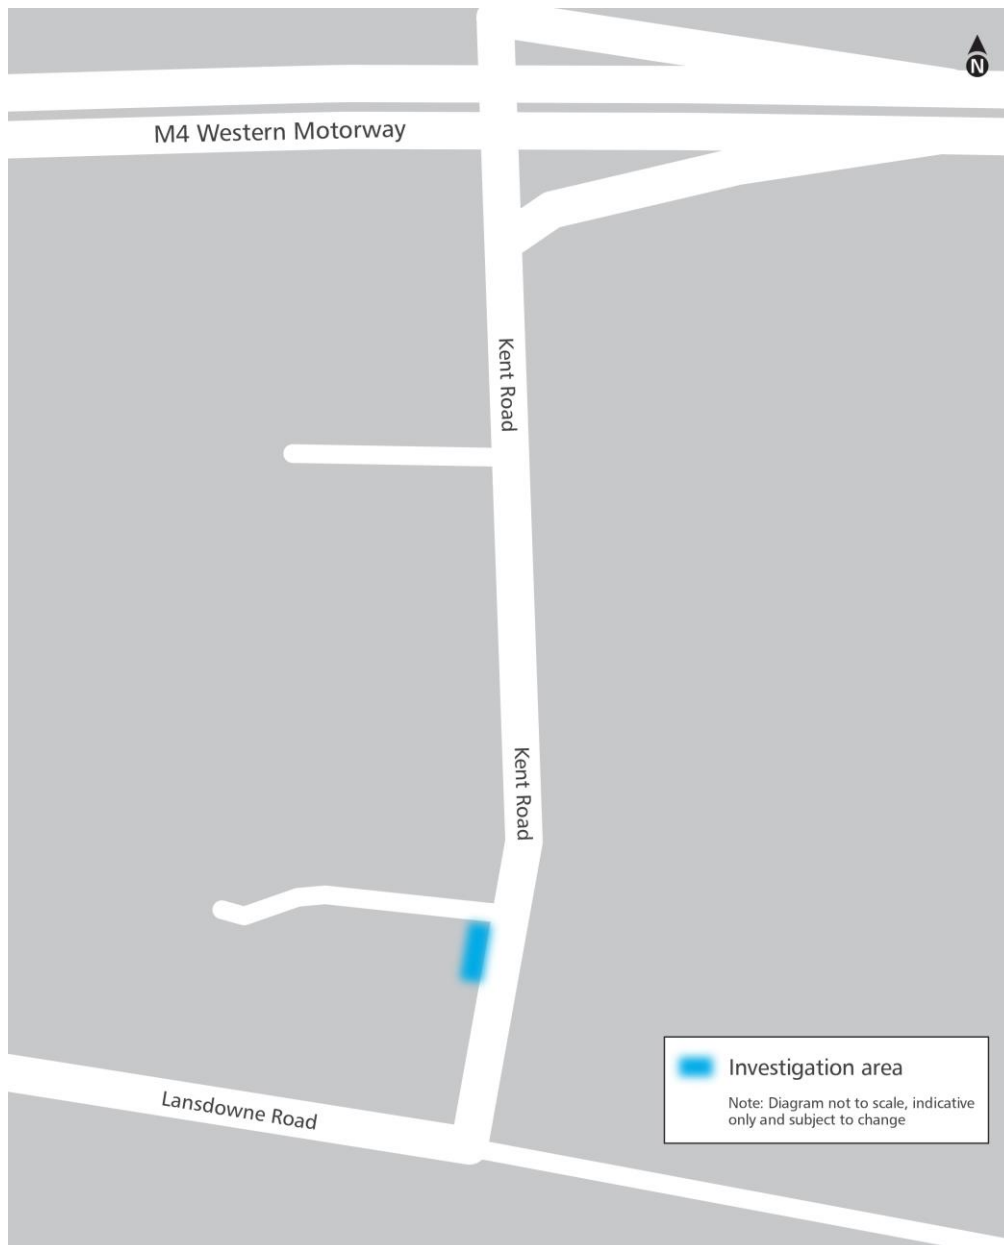 N
M4 Western Motorway
Kent Road
Kent Road
Lansdowne Road
Investigation area
Note: Diagram not to scale, indicative
only and subject to change